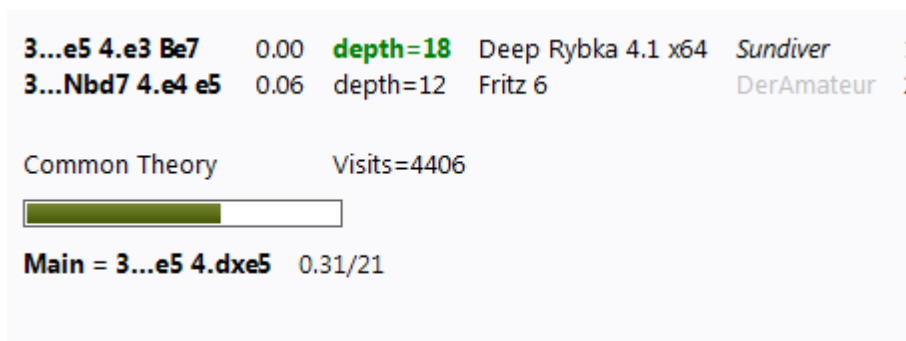 3...e5 4.e3 Be7 0.00 depth=18 Deep Rybka 4.1 x64 Sundiver
3...Nbd7 4.e4 e5 0.06 depth=12 Fritz 6 DerAmateur
Common Theory Visits=4406
Main = 3...e5 4.dxe5 0.31/21